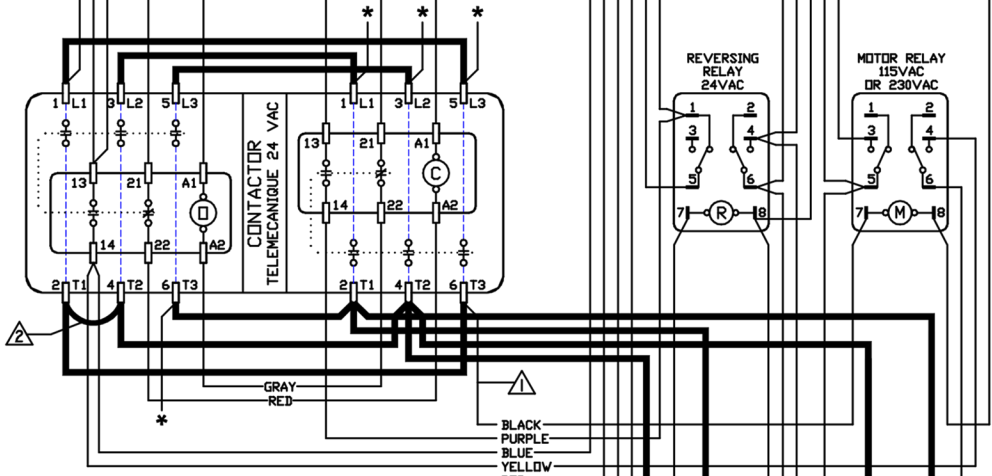 * * *
REVERSING
RELAY
24VAC
MOTOR RELAY
115VAC
OR 230VAC
1 L1 3 L2 5 L3 1 L1 3 L2 5 L3
1 2 1 2
3 4 3 4
13 21 A1
CONTACTOR
TELEMECANIQUE 24 VAC
13 21 A1
C
5 6 5 6
14 22 A2
O
7 R 8 7 M 8
14 22 A2
2 T1 4 T2 6 T3 2 T1 4 T2 6 T3
2
1
GRAY
RED
*
BLACK
PURPLE
BLUE
YELLOW